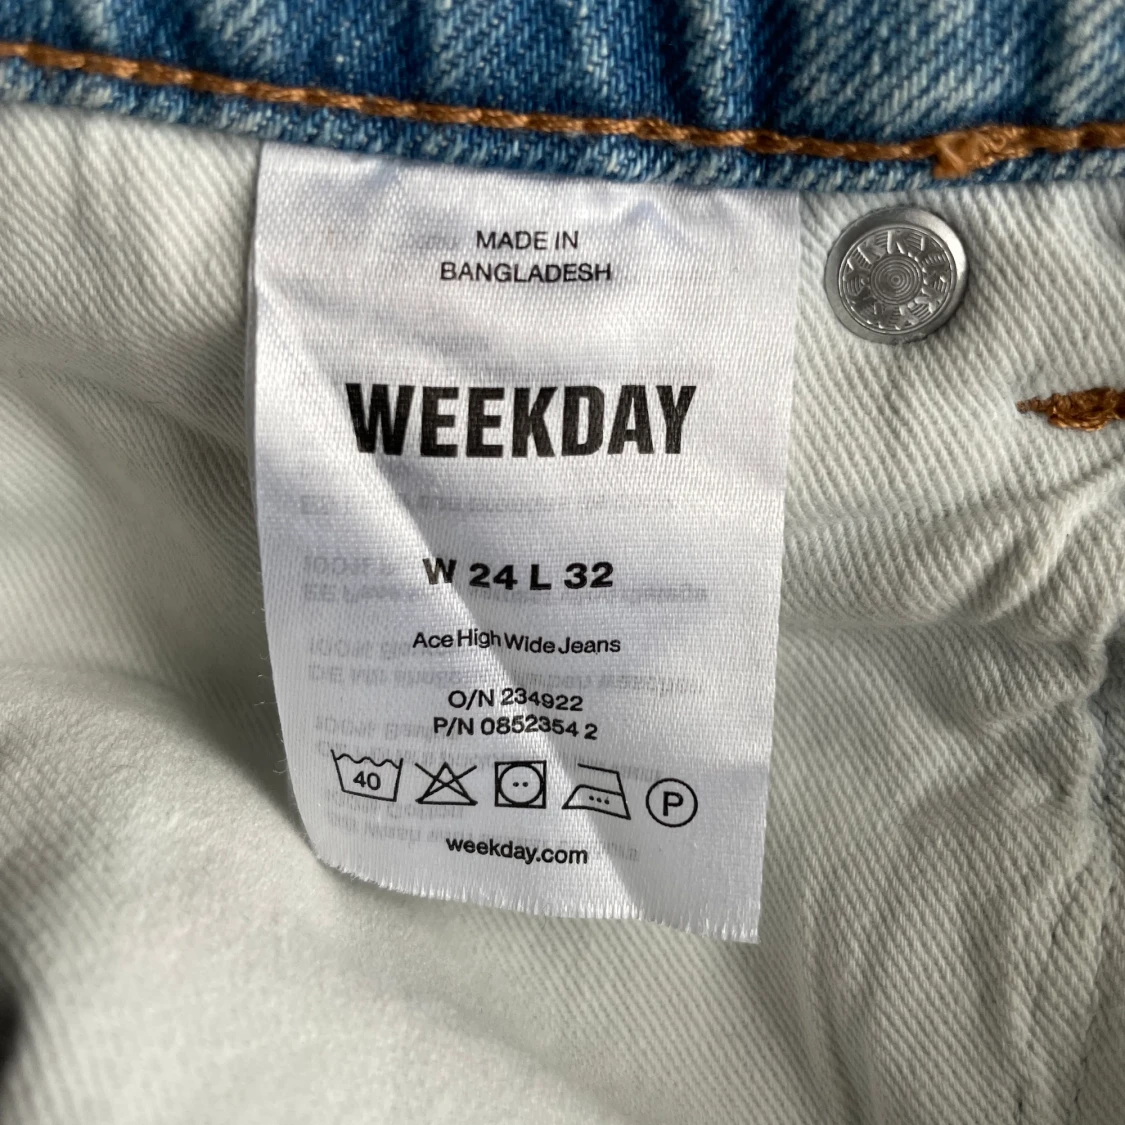 MADE IN
BANGLADESH
WEEKDAY
W 24 L 32
Ace High Wide Jeans
O/N 234922
P/N 0852354 2
40
P
weekday.com